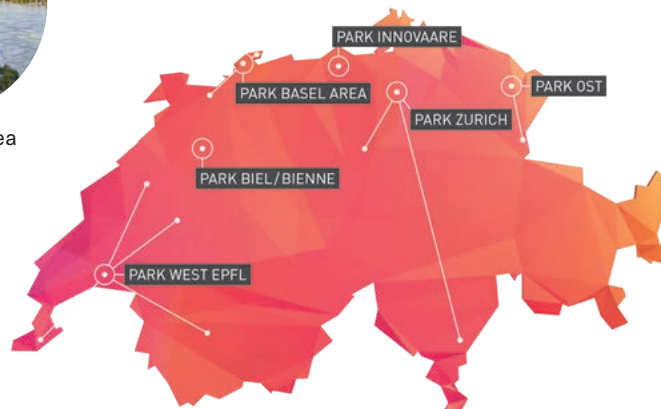 ea
PARK INNOVAARE
PARK BASEL AREA
PARK OST
PARK ZURICH
PARK BIEL/BIENNE
PARK WEST EPFL